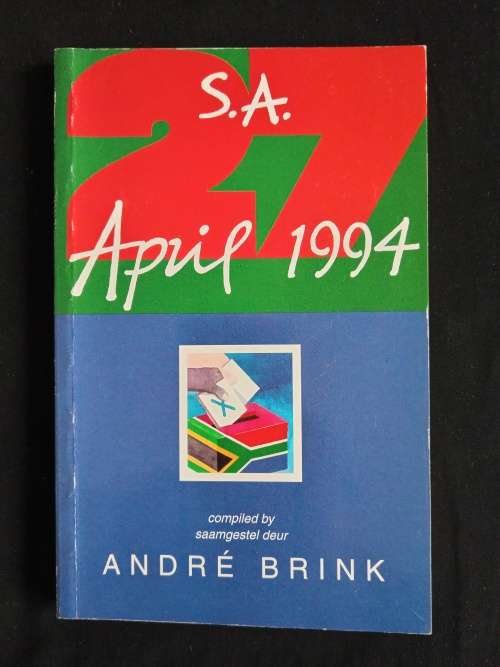 S.A.
27
April 1994
compiled by
saamgestel deur
ANDRÉ BRINK